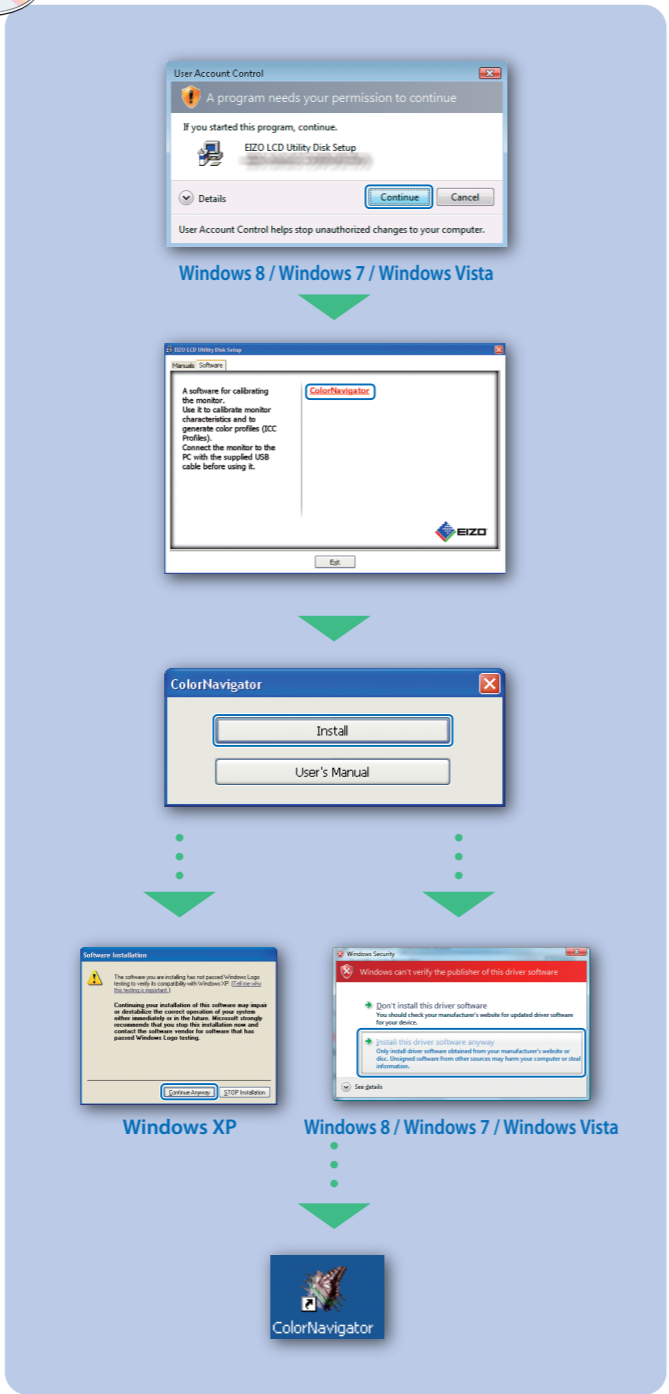 User Account Control
A program needs your permission to continue
If you started this program, continue.
EIZO LCD Utility Disk Setup
Details
Continue
Cancel
User Account Control helps stop unauthorized changes to your computer.
Windows 8 / Windows 7 / Windows Vista
EIZO LCD Utility Disk Setup
Manuals
Software
A software for calibrating
the monitor.
Use it to calibrate monitor
characteristics and to
generate color profiles (ICC
Profiles).
Connect the monitor to the
PC with the supplied USB
cable before using it.
ColorNavigator
EIZO
Exit
ColorNavigator
Install
User's Manual
Software Installation
The software you are installing has not passed Windows Logo
testing to verify its compatibility with Windows XP. (Tell me why
this testing is important.)
Continuing your installation of this software may impair
or destabilize the correct operation of your system
either immediately or in the future. Microsoft strongly
recommends that you stop this installation now and
contact the software vendor for software that has
passed Windows Logo testing.
Continue Anyway
STOP Installation
Windows XP
Windows Security
Windows can't verify the publisher of this driver software
Don't install this driver software
You should check your manufacturer's website for updated driver software
for your device.
Install this driver software anyway
Only install driver software obtained from your manufacturer's website or
disc. Unsigned software from other sources may harm your computer or steal
information.
See details
Windows 8 / Windows 7 / Windows Vista
ColorNavigator